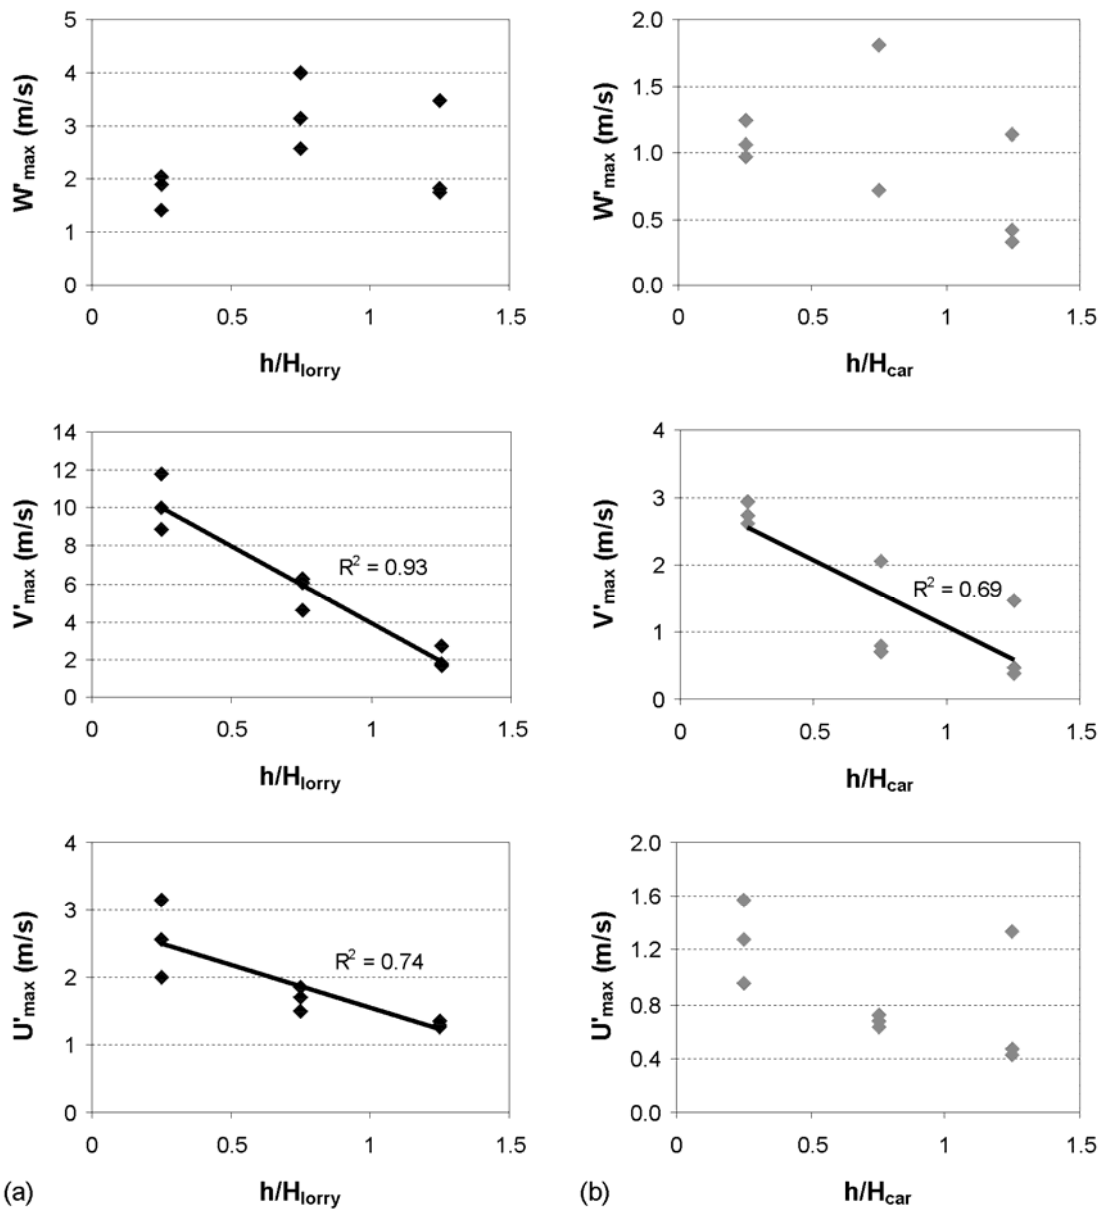 W'max (m/s)
5
4
3
2
1
0
0 0.5 1 1.5
h/Hlorry
W'max (m/s)
2.0
1.5
1.0
0.5
0.0
0 0.5 1 1.5
h/Hcar
V'max (m/s)
14
12
10
8
6
4
2
0
R2 = 0.93
0 0.5 1 1.5
h/Hlorry
V'max (m/s)
4
3
2
1
0
R2 = 0.69
0 0.5 1 1.5
h/Hcar
U'max (m/s)
4
3
2
1
0
R2 = 0.74
0 0.5 1 1.5
(a) h/Hlorry
U'max (m/s)
2.0
1.6
1.2
0.8
0.4
0.0
0 0.5 1 1.5
(b) h/Hcar